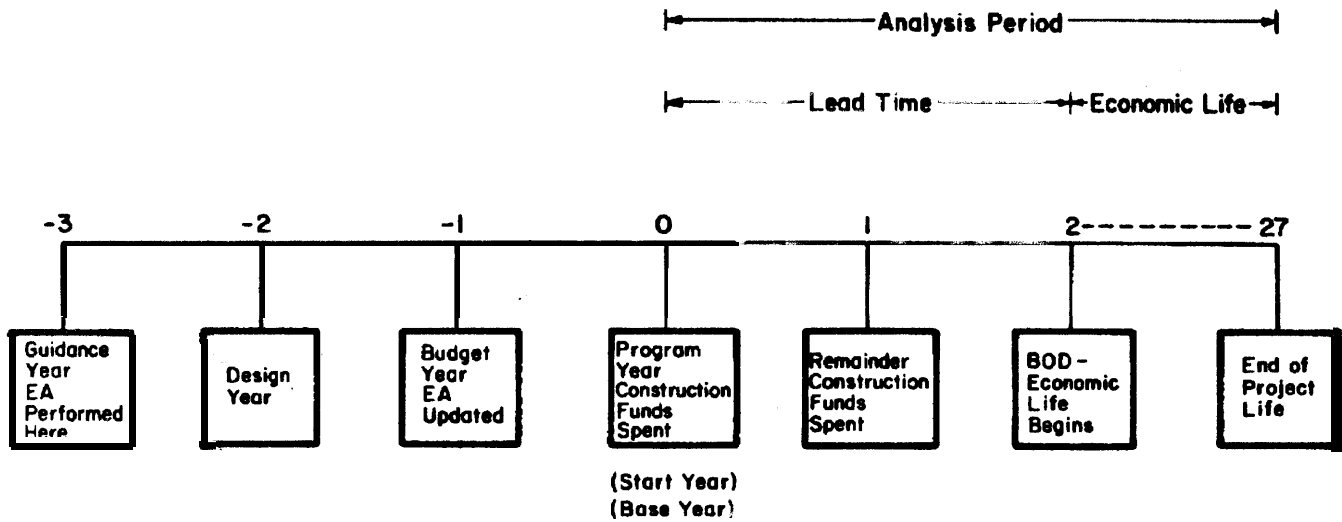 Analysis Period
Lead Time
Economic Life
-3
-2
-1
0
1
2
27
Guidance
Year
EA
Performed
Here
Design
Year
Budget
Year
EA
Updated
Program
Year
Construction
Funds
Spent
Remainder
Construction
Funds
Spent
BOD-
Economic
Life
Begins
End of
Project
Life
(Start Year)
(Base Year)